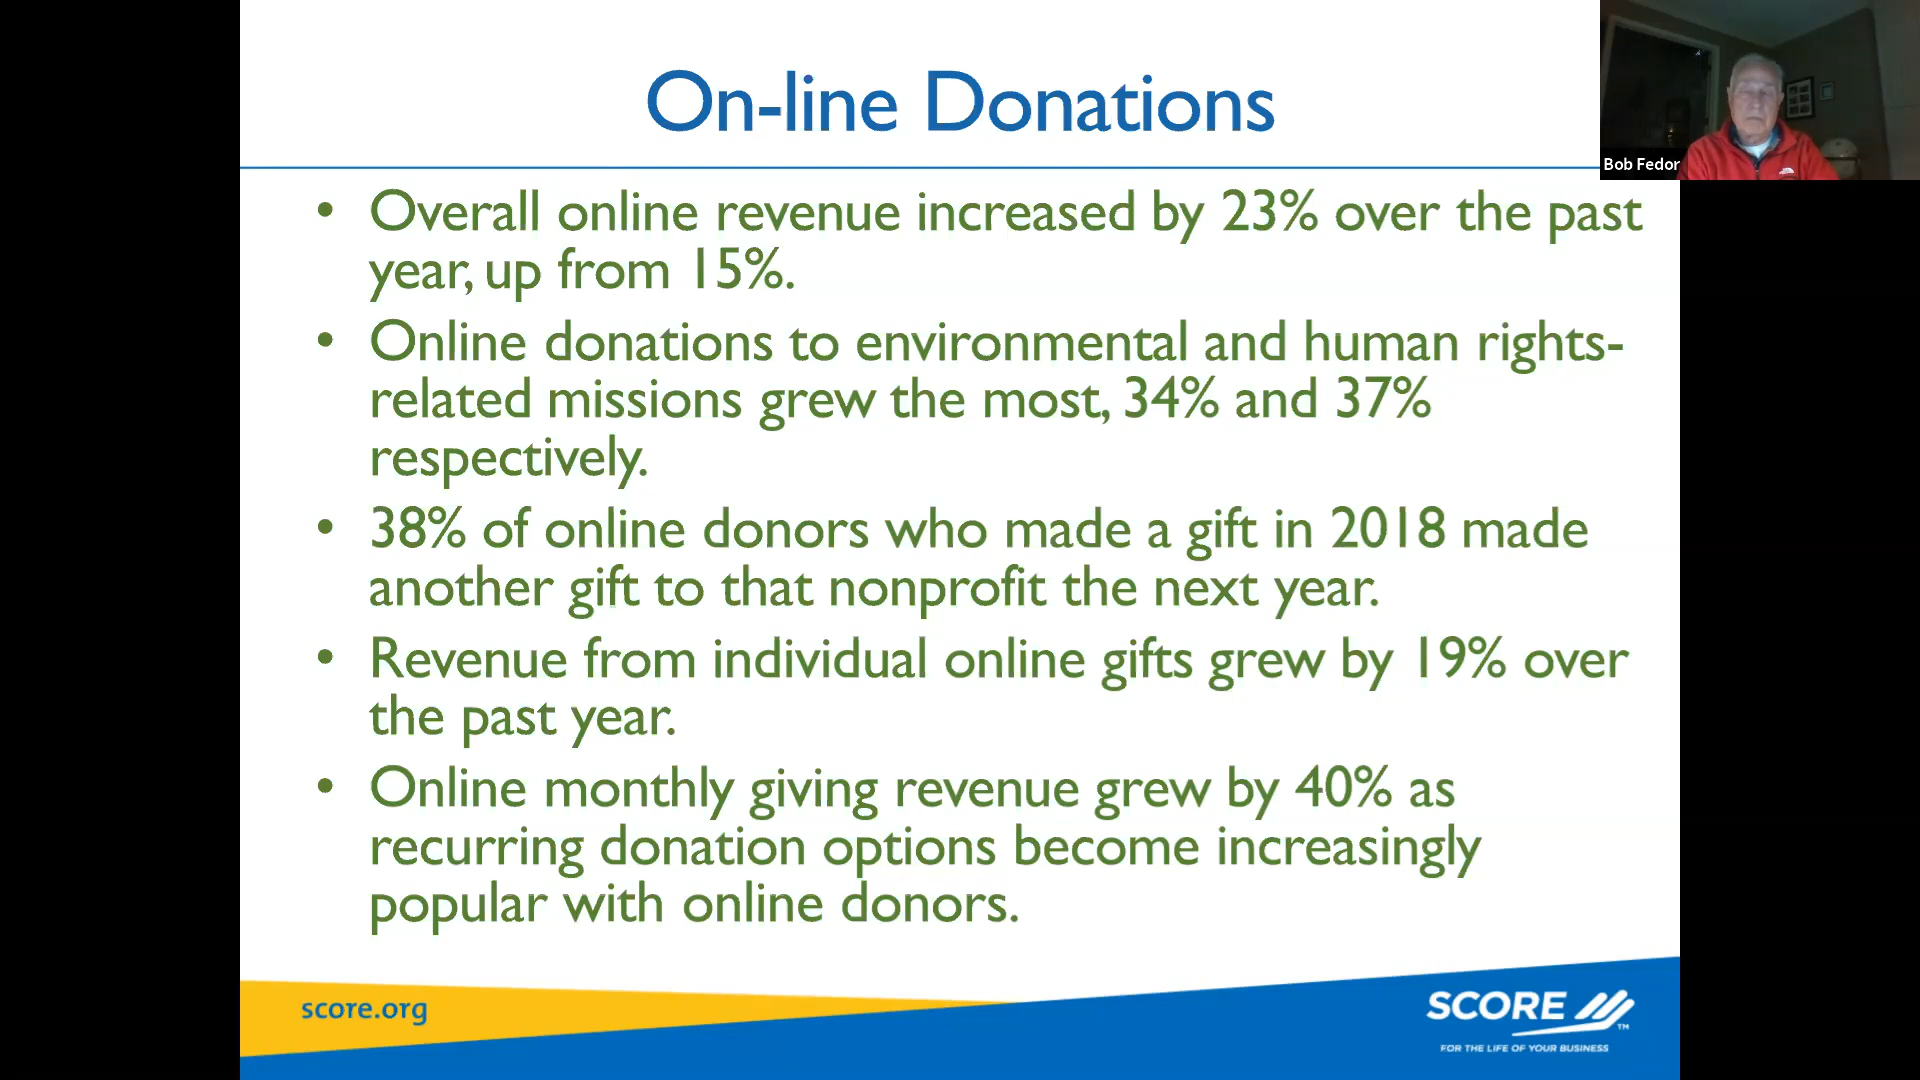 On-line Donations
Bob Fedor
• Overall online revenue increased by 23% over the past
year, up from 15%.
• Online donations to environmental and human rights-
related missions grew the most, 34% and 37%
respectively.
• 38% of online donors who made a gift in 2018 made
another gift to that nonprofit the next year.
• Revenue from individual online gifts grew by 19% over
the past year.
• Online monthly giving revenue grew by 40% as
recurring donation options become increasingly
popular with online donors.
score.org
SCORE
TM
FOR THE LIFE OF YOUR BUSINESS